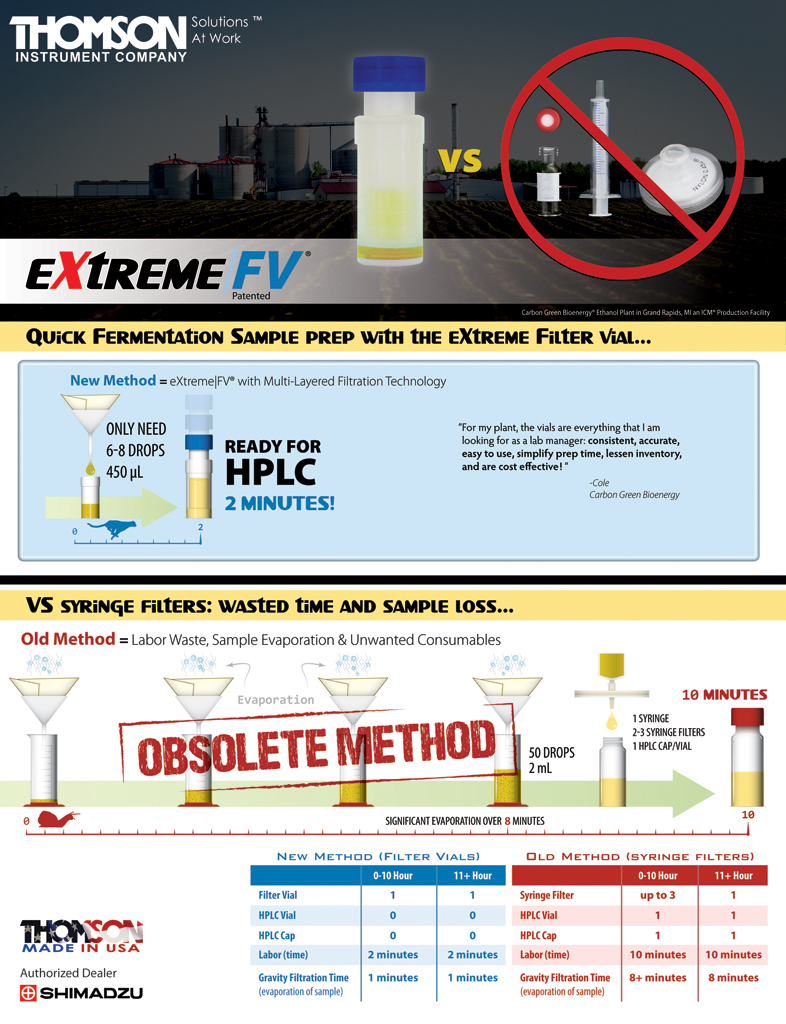 THOMSON Solutions ™
At Work
INSTRUMENT COMPANY
VS
NYLON 0.
eXtreme|FV®
Patented
Carbon Green Bioenergy® Ethanol Plant in Grand Rapids, MI an ICM® Production Facility
Quick Fermentation Sample prep with the eXtreme Filter Vial...
New Method = eXtreme|FV® with Multi-Layered Filtration Technology
ONLY NEED
6-8 DROPS
450 µL
READY FOR
HPLC
2 MINUTES!
0 2
"For my plant, the vials are everything that I am
looking for as a lab manager: consistent, accurate,
easy to use, simplify prep time, lessen inventory,
and are cost effective! "
-Cole
Carbon Green Bioenergy
VS syringe filters: wasted time and sample loss...
Old Method = Labor Waste, Sample Evaporation & Unwanted Consumables
Evaporation
OBSOLETE METHOD
50 DROPS
2 mL
10 MINUTES
1 SYRINGE
2-3 SYRINGE FILTERS
1 HPLC CAP/VIAL
0 SIGNIFICANT EVAPORATION OVER 8 MINUTES 10
New Method (Filter Vials)
0-10 Hour 11+ Hour
Filter Vial 1 1
HPLC Vial 0 0
HPLC Cap 0 0
Labor (time) 2 minutes 2 minutes
Gravity Filtration Time 1 minutes 1 minutes
(evaporation of sample)
Old Method (syringe filters)
0-10 Hour 11+ Hour
Syringe Filter up to 3 1
HPLC Vial 1 1
HPLC Cap 1 1
Labor (time) 10 minutes 10 minutes
Gravity Filtration Time 8+ minutes 8 minutes
(evaporation of sample)
THOMSON
MADE IN USA
Authorized Dealer
SHIMADZU